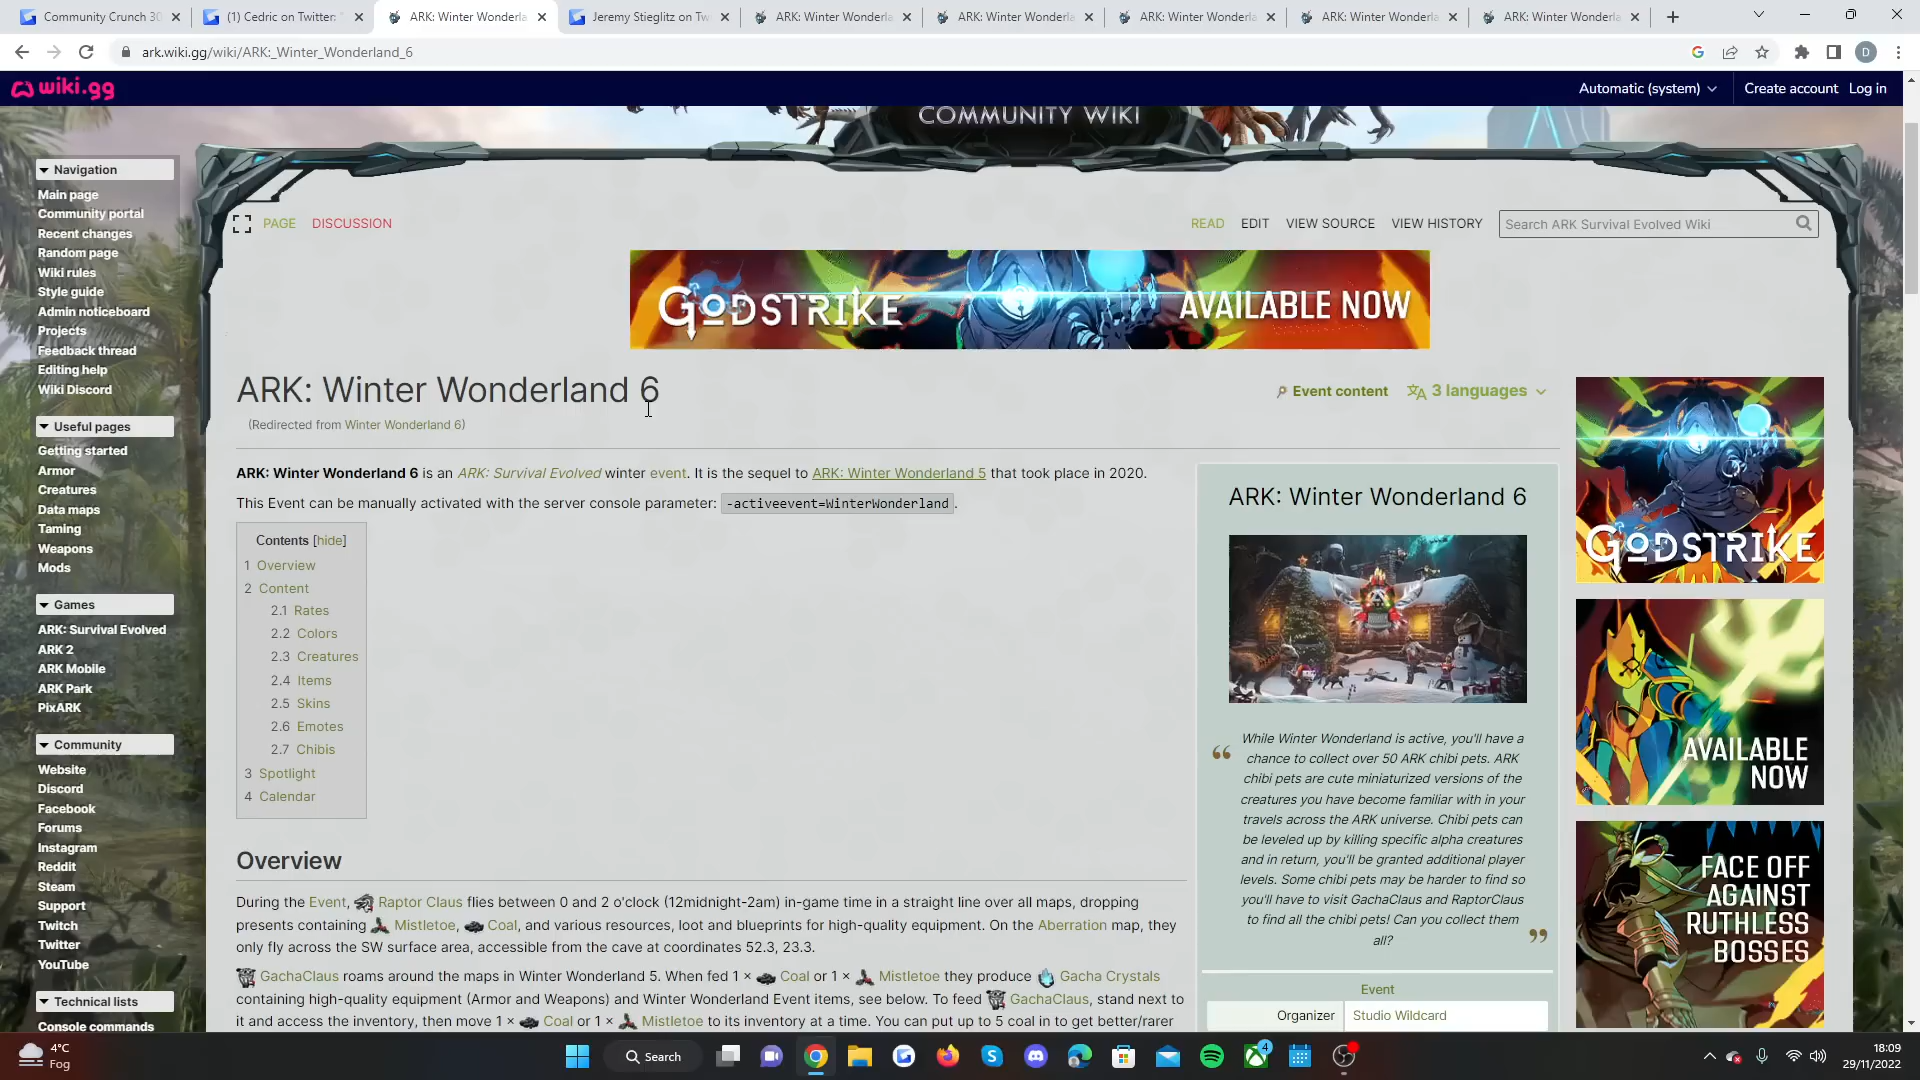 Community Crunch 30
(1) Cedric on Twitter: "
ARK: Winter Wonderla
Jeremy Stieglitz on Tw
ARK: Winter Wonderla
ARK: Winter Wonderla
ARK: Winter Wonderla
ARK: Winter Wonderla
ARK: Winter Wonderla
ark.wiki.gg/wiki/ARK:_Winter_Wonderland_6
D
wiki.gg
Automatic (system)
Create account
Log in
COMMUNITY WIKI
Navigation
Main page
Community portal
Recent changes
Random page
Wiki rules
Style guide
Admin noticeboard
Projects
Feedback thread
Editing help
Wiki Discord
Useful pages
Getting started
Armor
Creatures
Data maps
Taming
Weapons
Mods
Games
ARK: Survival Evolved
ARK 2
ARK Mobile
ARK Park
PixARK
Community
Website
Discord
Facebook
Forums
Instagram
Reddit
Steam
Support
Twitch
Twitter
YouTube
Technical lists
Console commands
PAGE
DISCUSSION
READ
EDIT
VIEW SOURCE
VIEW HISTORY
Search ARK Survival Evolved Wiki
GODSTRIKE
AVAILABLE NOW
ARK: Winter Wonderland 6
Event content
3 languages
(Redirected from Winter Wonderland 6)
ARK: Winter Wonderland 6 is an ARK: Survival Evolved winter event. It is the sequel to ARK: Winter Wonderland 5 that took place in 2020.
This Event can be manually activated with the server console parameter: -activeevent=WinterWonderland.
Contents [hide]
1 Overview
2 Content
2.1 Rates
2.2 Colors
2.3 Creatures
2.4 Items
2.5 Skins
2.6 Emotes
2.7 Chibis
3 Spotlight
4 Calendar
Overview
During the Event, Raptor Claus flies between 0 and 2 o'clock (12midnight-2am) in-game time in a straight line over all maps, dropping
presents containing Mistletoe, Coal, and various resources, loot and blueprints for high-quality equipment. On the Aberration map, they
only fly across the SW surface area, accessible from the cave at coordinates 52.3, 23.3.
GachaClaus roams around the maps in Winter Wonderland 5. When fed 1 × Coal or 1 × Mistletoe they produce Gacha Crystals
containing high-quality equipment (Armor and Weapons) and Winter Wonderland Event items, see below. To feed GachaClaus, stand next to
it and access the inventory, then move 1 × Coal or 1 × Mistletoe to its inventory at a time. You can put up to 5 coal in to get better/rarer
ARK: Winter Wonderland 6
“ While Winter Wonderland is active, you'll have a
chance to collect over 50 ARK chibi pets. ARK
chibi pets are cute miniaturized versions of the
creatures you have become familiar with in your
travels across the ARK universe. Chibi pets can
be leveled up by killing specific alpha creatures
and in return, you'll be granted additional player
levels. Some chibi pets may be harder to find so
you'll have to visit GachaClaus and RaptorClaus
to find all the chibi pets! Can you collect them
all? ”
Event
Organizer
Studio Wildcard
GODSTRIKE
AVAILABLE
NOW
FACE OFF
AGAINST
RUTHLESS
BOSSES
4°C
Fog
Search
4
18:09
29/11/2022